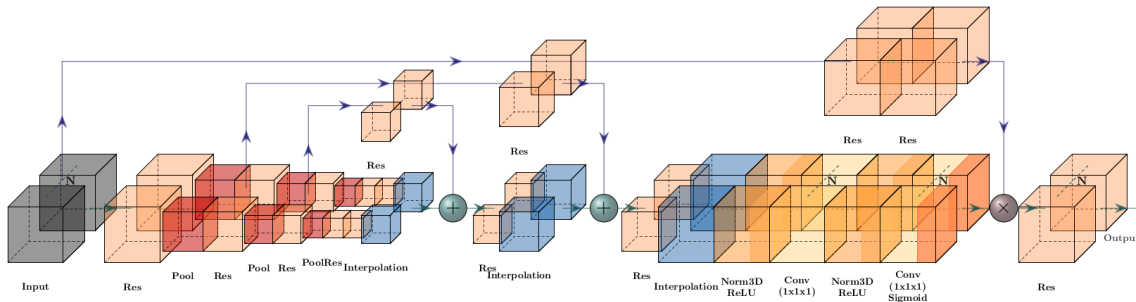 Res Res
Res
Res
N
N
N
N
Input
Res
Pool
Res
Pool
Res
PoolRes
Interpolation
Res
Interpolation
Res
Interpolation
Norm3D
ReLU
Conv
(1x1x1)
Norm3D
ReLU
Conv
(1x1x1)
Sigmoid
Res
Output